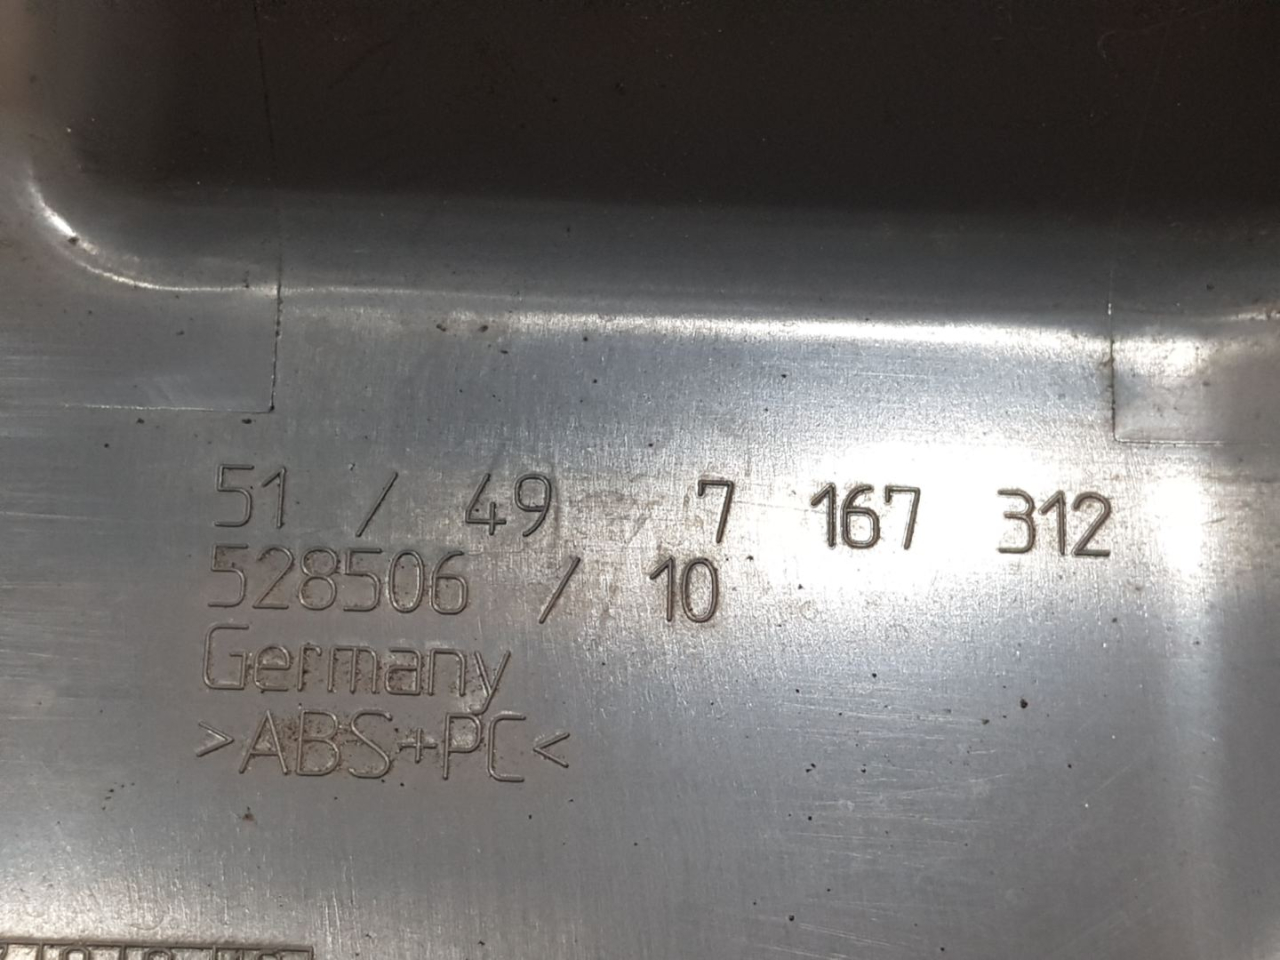 51 / 49 7 167 312
528506 / 10
Germany
>ABS+PC<